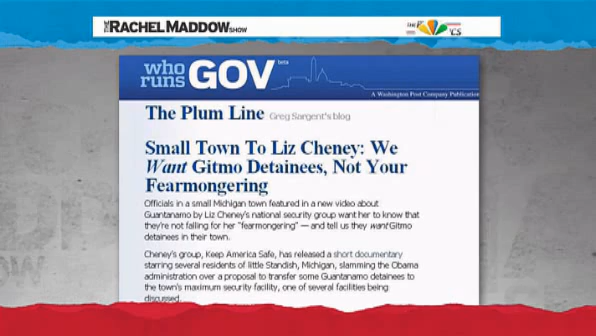 THE RACHEL MADDOW SHOW
THE
who runs GOV beta
A Washington Post Company Publication
The Plum Line Greg Sargent's blog
Small Town To Liz Cheney: We
Want Gitmo Detainees, Not Your
Fearmongering
Officials in a small Michigan town featured in a new video about
Guantanamo by Liz Cheney's national security group want her to know that
they're not falling for her "fearmongering" — and tell us they want Gitmo
detainees in their town.
Cheney's group, Keep America Safe, has released a short documentary
starring several residents of little Standish, Michigan, slamming the Obama
administration over a proposal to transfer some Guantanamo detainees to
the town's maximum security facility, one of several facilities being
discussed.